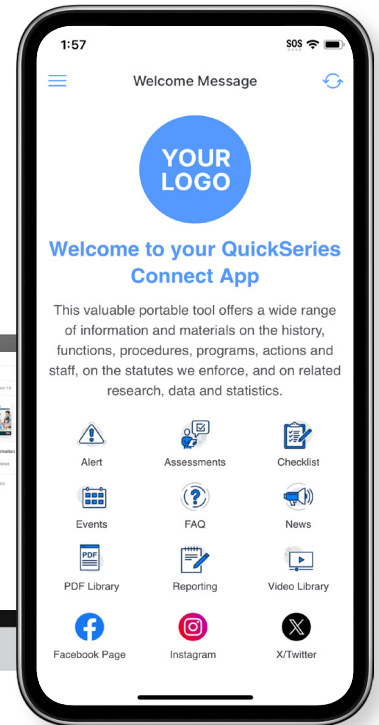 1:57
SOS
Welcome Message
YOUR
LOGO
Welcome to your QuickSeries
Connect App
This valuable portable tool offers a wide range
of information and materials on the history,
functions, procedures, programs, actions and
staff, on the statutes we enforce, and on related
research, data and statistics.
Alert Assessments Checklist
Events FAQ News
PDF
PDF Library Reporting Video Library
Facebook Page Instagram X/Twitter